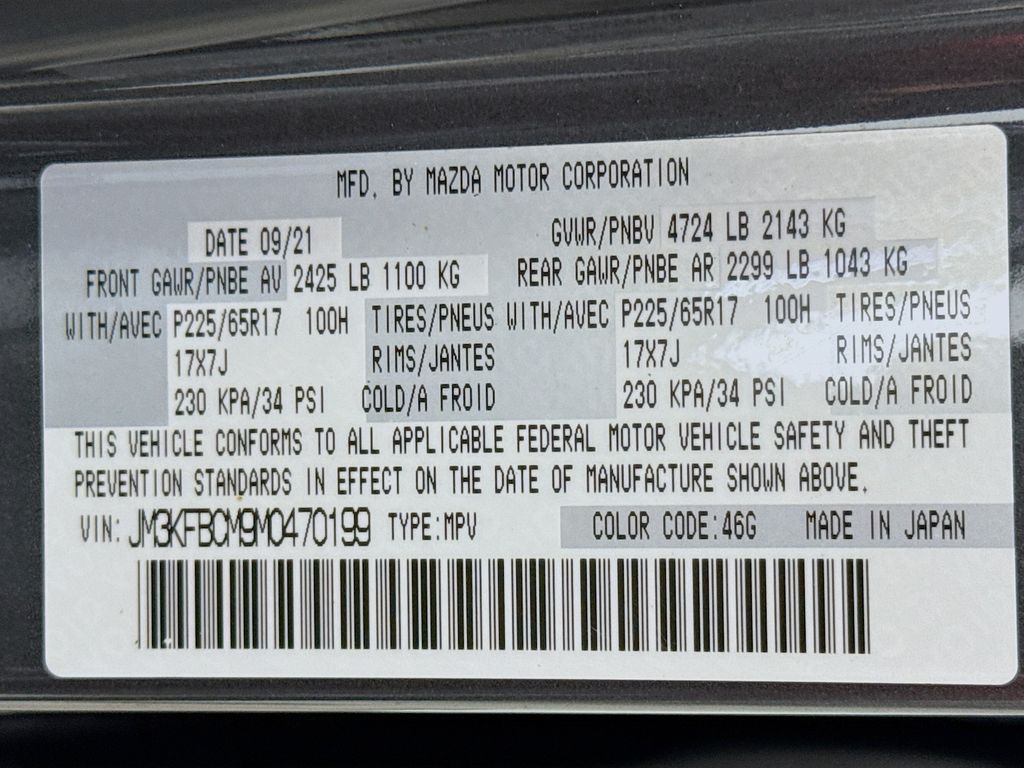 MFD. BY MAZDA MOTOR CORPORATION
DATE 09/21 GVWR/PNBV 4724 LB 2143 KG
FRONT GAWR/PNBE AV 2425 LB 1100 KG REAR GAWR/PNBE AR 2299 LB 1043 KG
WITH/AVEC P225/65R17 100H TIRES/PNEUS WITH/AVEC P225/65R17 100H TIRES/PNEUS
17X7J RIMS/JANTES 17X7J RIMS/JANTES
230 KPA/34 PSI COLD/A FROID 230 KPA/34 PSI COLD/A FROID
THIS VEHICLE CONFORMS TO ALL APPLICABLE FEDERAL MOTOR VEHICLE SAFETY AND THEFT
PREVENTION STANDARDS IN EFFECT ON THE DATE OF MANUFACTURE SHOWN ABOVE.
VIN: JM3KFBCM9M0470199 TYPE:MPV COLOR CODE:46G MADE IN JAPAN